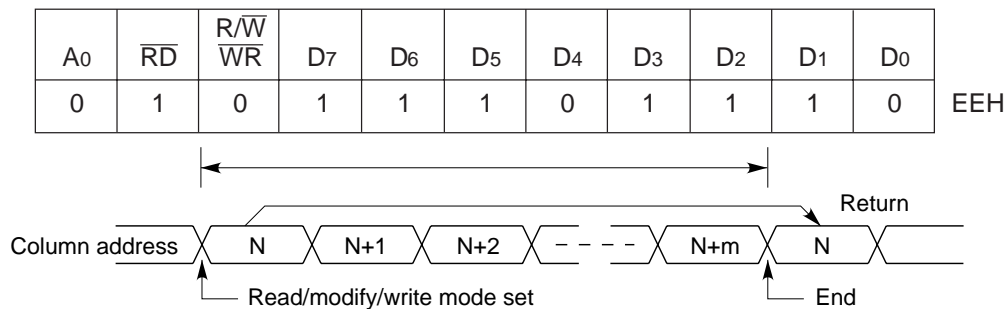 A0 RD R/W WR D7 D6 D5 D4 D3 D2 D1 D0
0 1 0 1 1 1 0 1 1 1 0 EEH
Return
Column address N N+1 N+2 N+m N
Read/modify/write mode set End